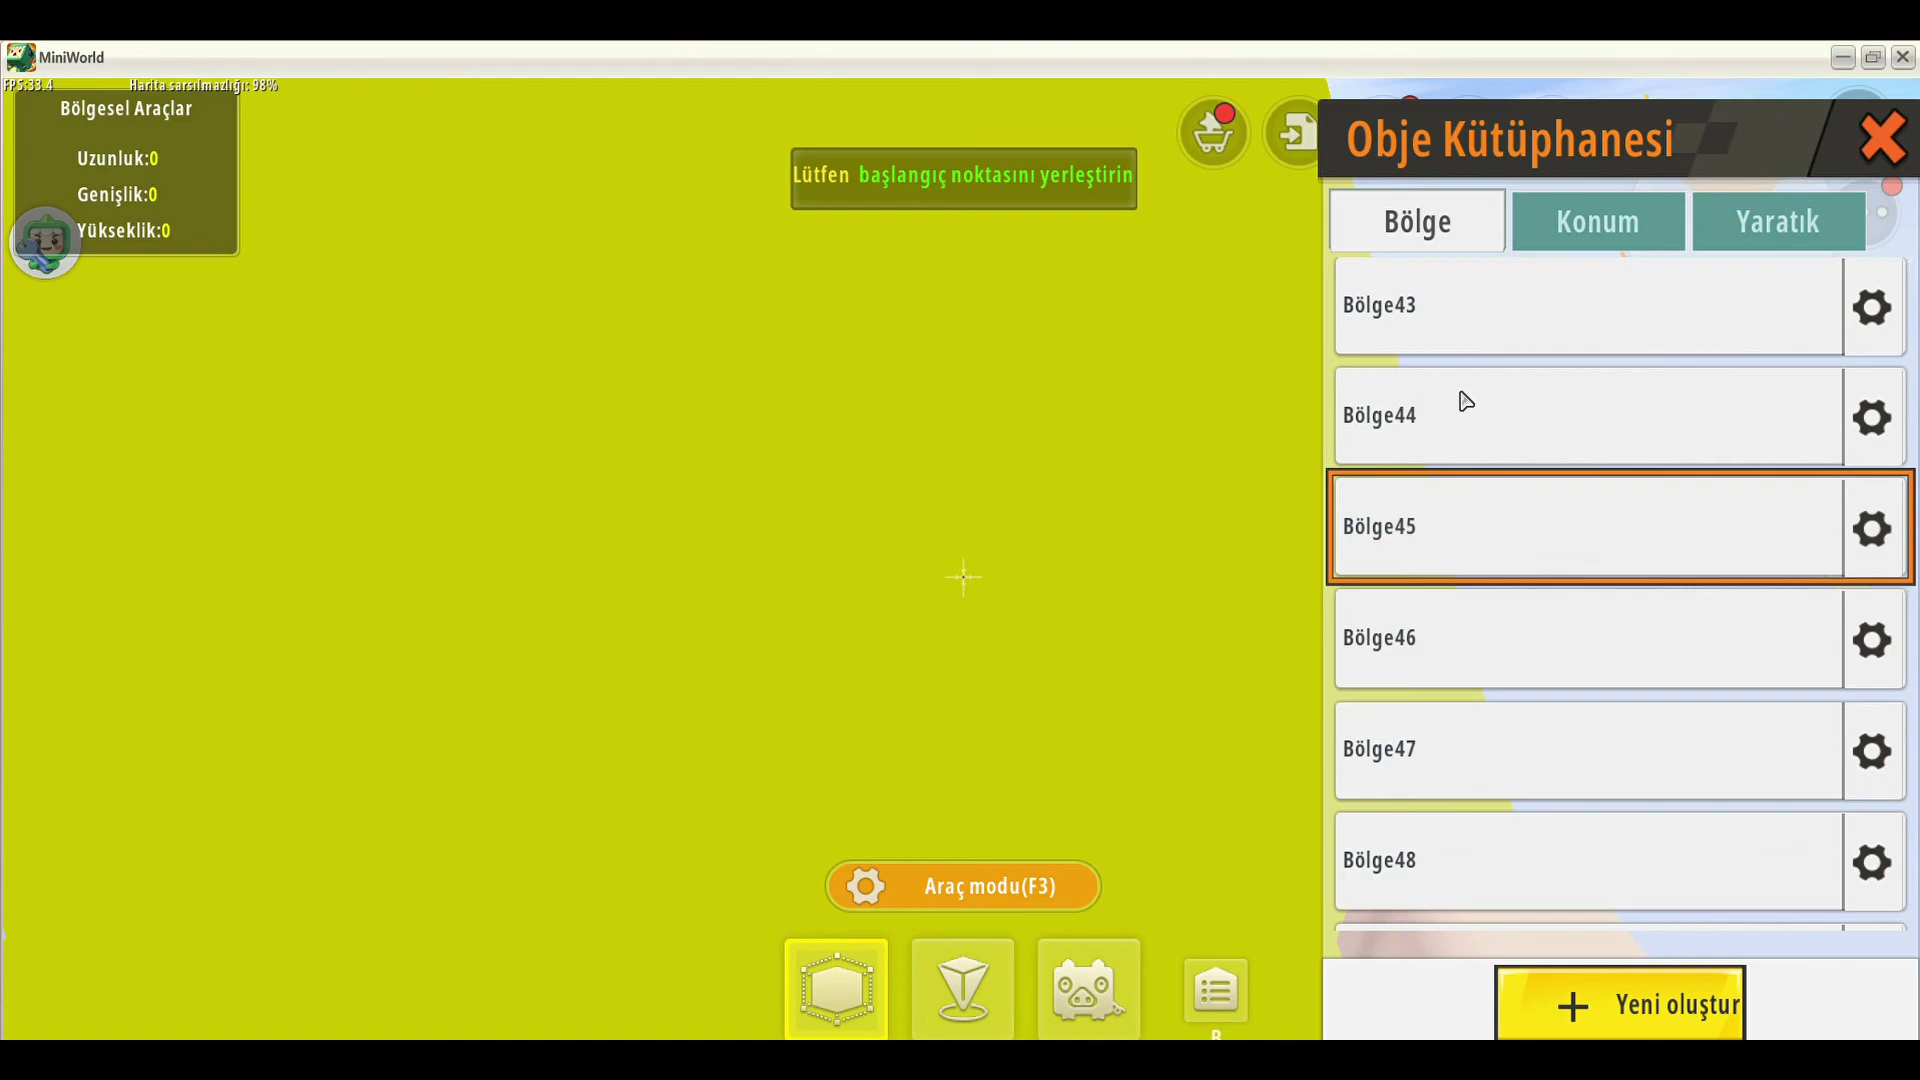 MiniWorld
FPS:33.4
Harita sarsılmazlığı: 98%
Bölgesel Araçlar
Uzunluk:0
Genişlik:0
Yükseklik:0
Lütfen başlangıç noktasını yerleştirin
Obje Kütüphanesi
Bölge
Konum
Yaratık
Bölge43
Bölge44
Bölge45
Bölge46
Bölge47
Bölge48
Araç modu(F3)
Yeni oluştur